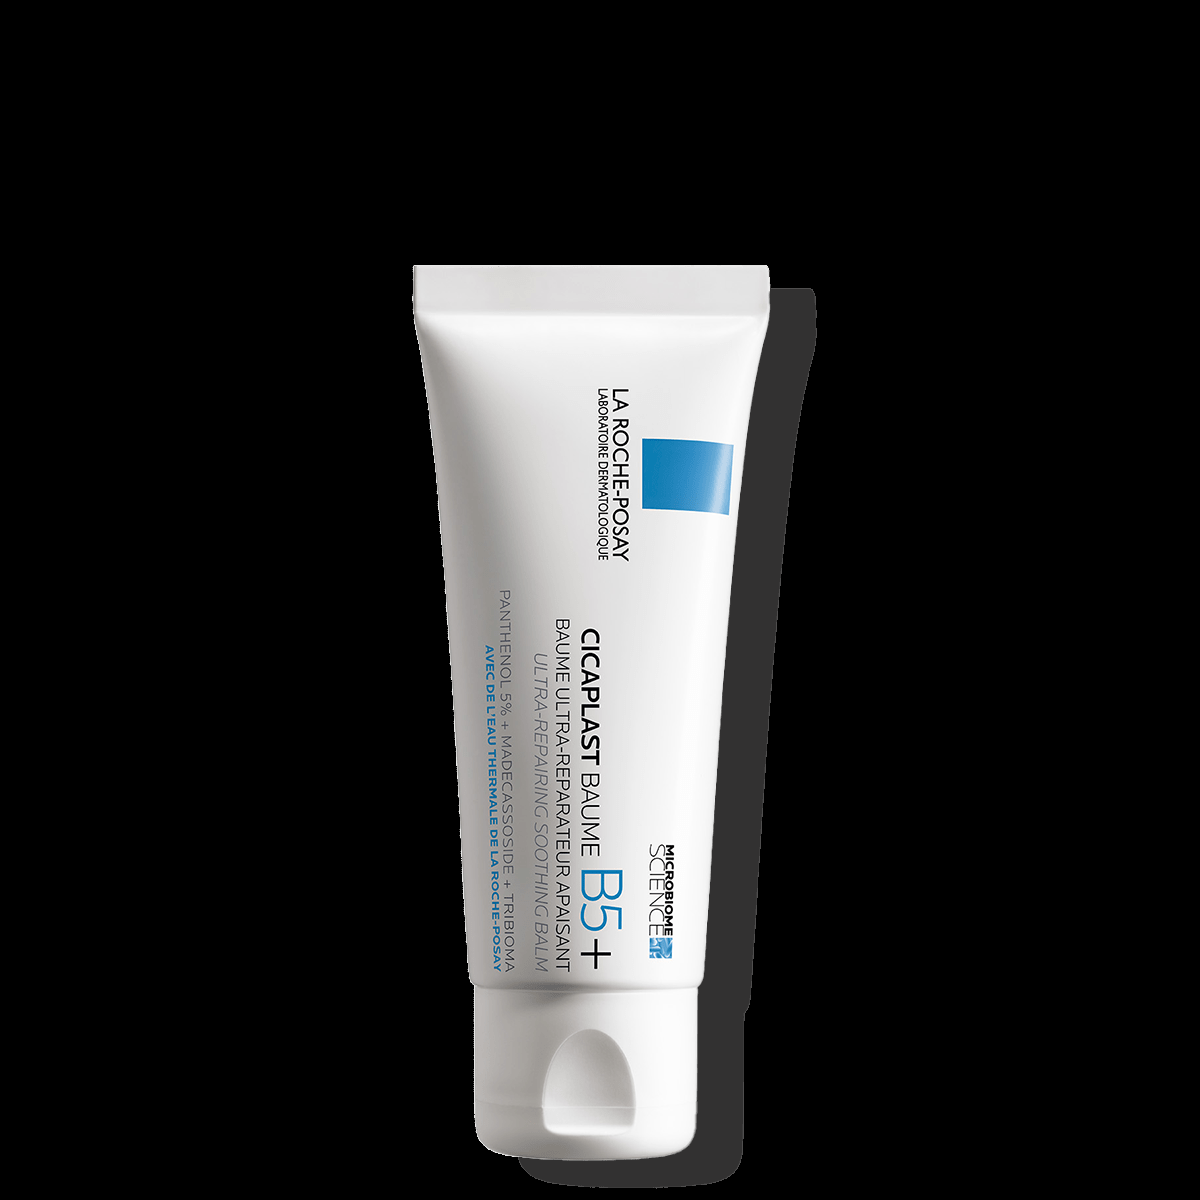 LA ROCHE-POSAY
LABORATOIRE DERMATOLOGIQUE
MICROBIOME
SCIENCE
CICAPLAST BAUME B5+
BAUME ULTRA-REPARATEUR APAISANT
ULTRA-REPAIRING SOOTHING BALM
PANTHENOL 5% + MADECASSOSIDE + TRIBIOMA
AVEC DE L'EAU THERMALE DE LA ROCHE-POSAY